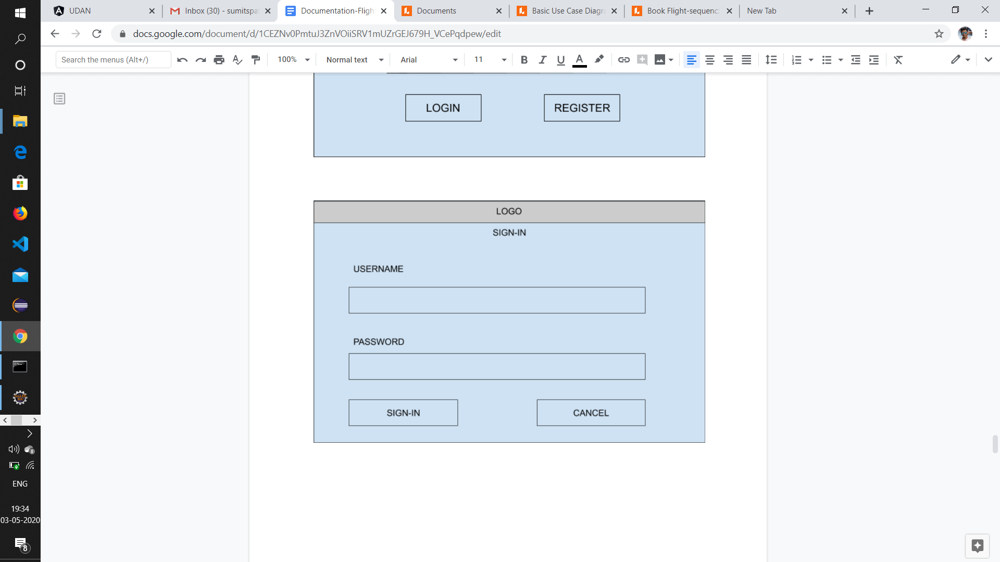 UDAN
Inbox (30) - sumitspa
Documentation-Fligh
Documents
Basic Use Case Diagra
Book Flight-sequenc
New Tab
docs.google.com/document/d/1CEZNv0PmtuJ3ZnVOiiSRV1mUZrGEJ679H_VCePqdpew/edit
Search the menus (Alt+/)
100%
Normal text
Arial
11
B I U A
LOGIN
REGISTER
LOGO
SIGN-IN
USERNAME
PASSWORD
SIGN-IN
CANCEL
ENG
19:34
03-05-2020
8